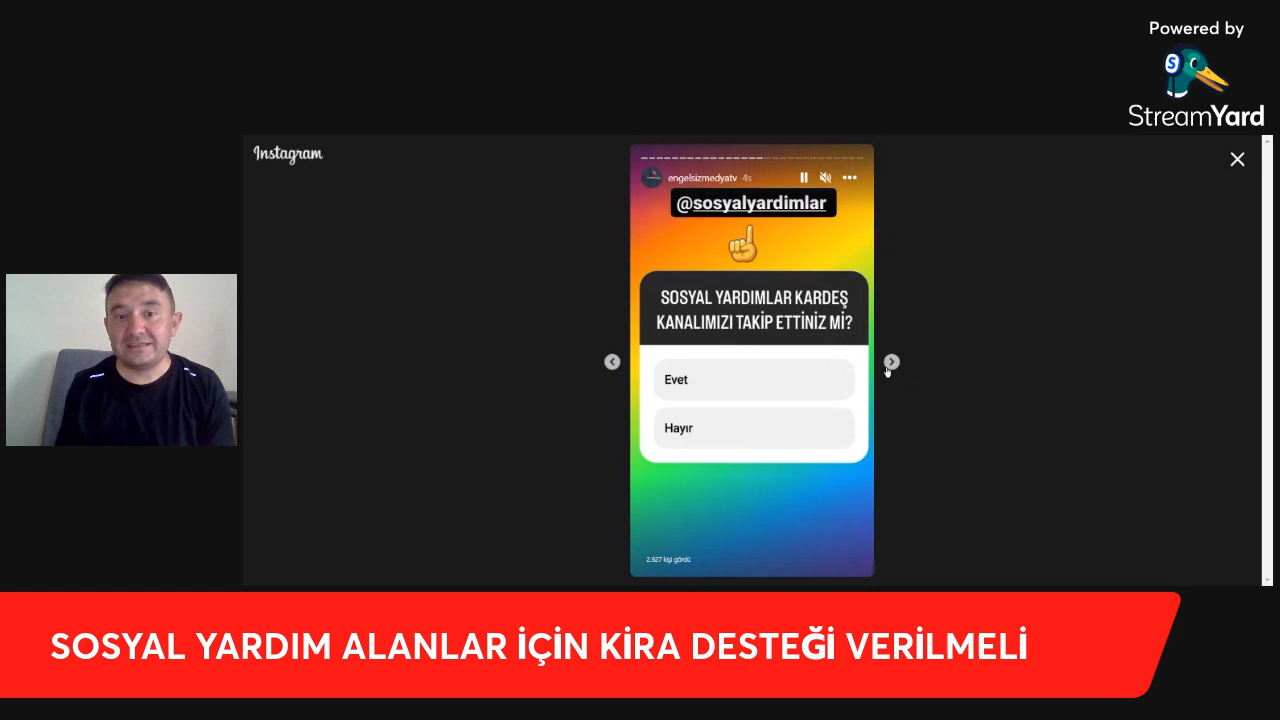 Powered by
S
StreamYard
Instagram
engelsizmedyatv 4s
@sosyalyardimlar
SOSYAL YARDIMLAR KARDEŞ
KANALIMIZI TAKİP ETTİNİZ Mİ?
Evet
Hayır
2.927 kişi gördü
SOSYAL YARDIM ALANLAR İÇİN KİRA DESTEĞİ VERİLMELİ